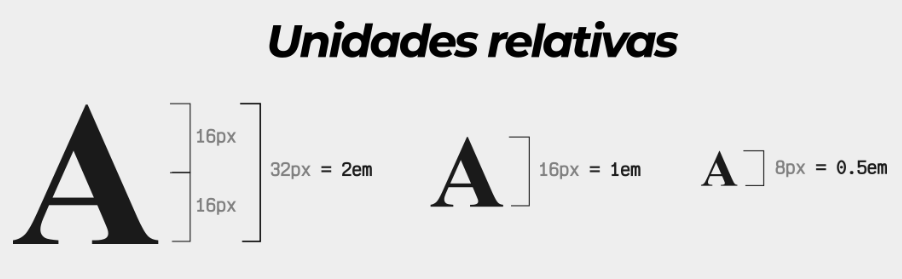 Unidades relativas
A
16px
16px
32px = 2em
A
16px = 1em
A
8px = 0.5em